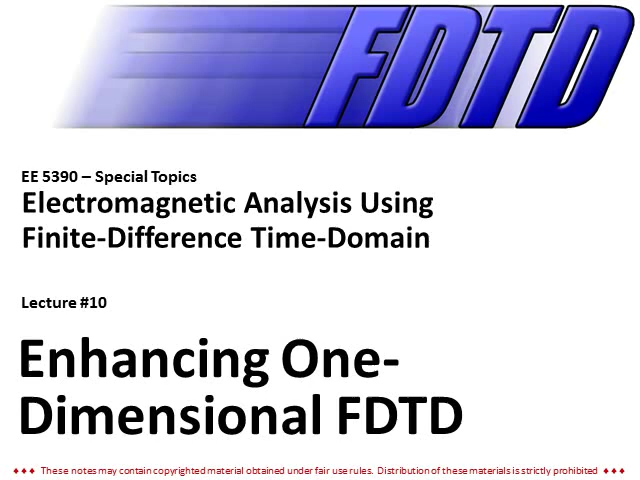 FDTD
EE 5390 – Special Topics
Electromagnetic Analysis Using
Finite-Difference Time-Domain
Lecture #10
Enhancing One-
Dimensional FDTD
♦♦♦ These notes may contain copyrighted material obtained under fair use rules. Distribution of these materials is strictly prohibited ♦♦♦